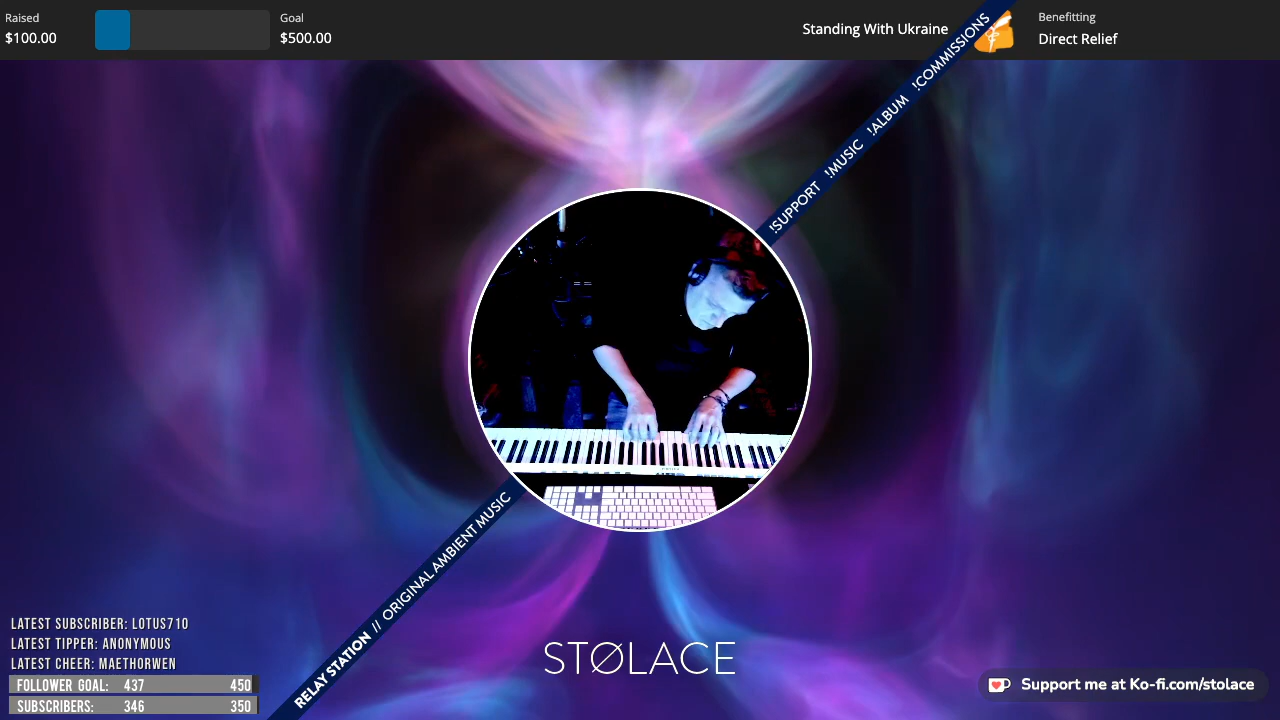 Raised
$100.00
Goal
$500.00
Standing With Ukraine
Benefitting
Direct Relief
!SUPPORT !MUSIC !ALBUM !COMMISSIONS
RELAY STATION // ORIGINAL AMBIENT MUSIC
STØLACE
LATEST SUBSCRIBER: LOTUS710
LATEST TIPPER: ANONYMOUS
LATEST CHEER: MAETHORWEN
FOLLOWER GOAL: 437 450
SUBSCRIBERS: 346 350
Support me at Ko-fi.com/stolace